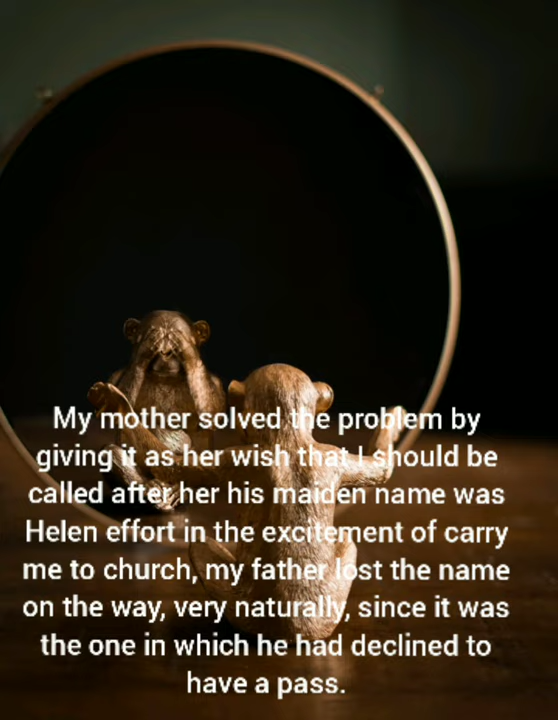 My mother solved the problem by
giving it as her wish that I should be
called after her his maiden name was
Helen effort in the excitement of carry
me to church, my father lost the name
on the way, very naturally, since it was
the one in which he had declined to
have a pass.